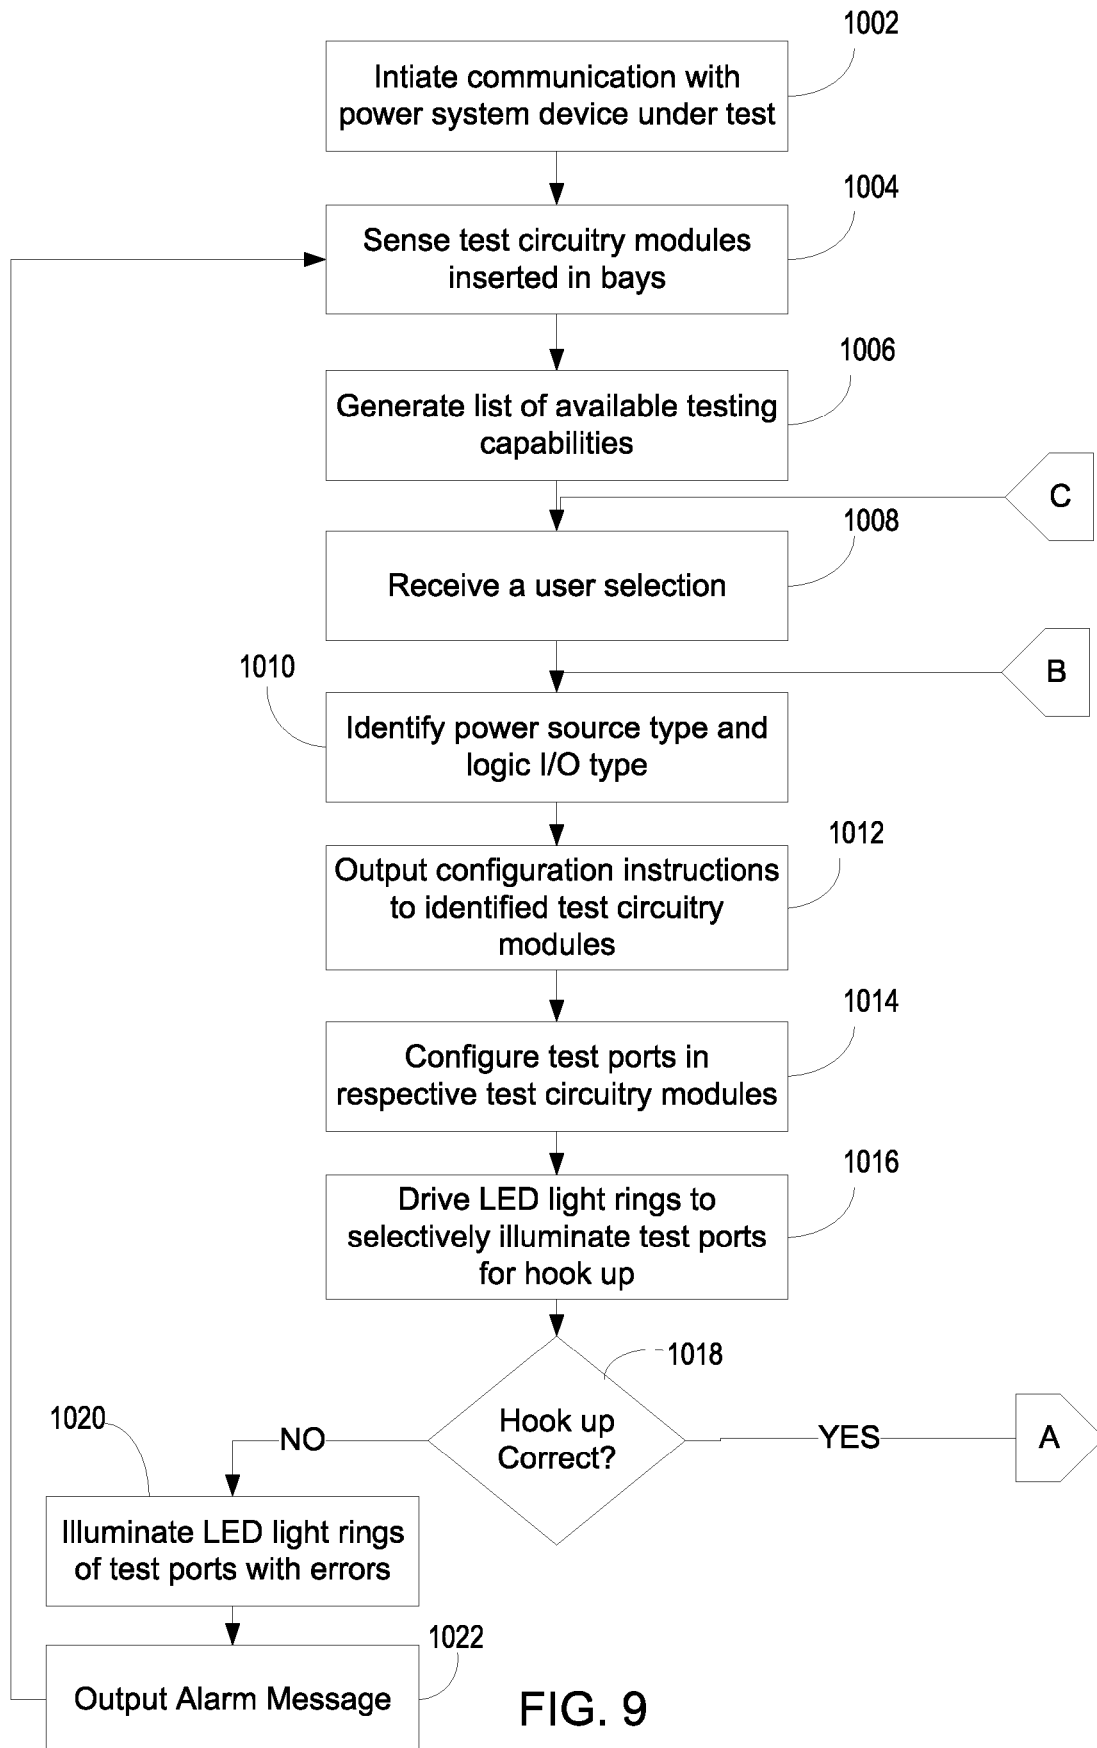 1002
Intiate communication with
power system device under test
1004
Sense test circuitry modules
inserted in bays
1006
Generate list of available testing
capabilities
C
1008
Receive a user selection
B
1010
Identify power source type and
logic I/O type
1012
Output configuration instructions
to identified test circuitry
modules
1014
Configure test ports in
respective test circuitry modules
1016
Drive LED light rings to
selectively illuminate test ports
for hook up
1018
Hook up
Correct?
NO
YES
A
1020
Illuminate LED light rings
of test ports with errors
1022
Output Alarm Message
FIG. 9